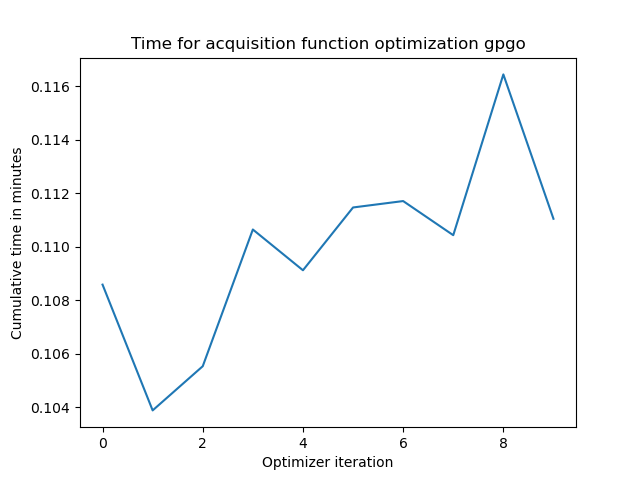 Time for acquisition function optimization gpgo
Cumulative time in minutes
0.116
0.114
0.112
0.110
0.108
0.106
0.104
0 2 4 6 8
Optimizer iteration